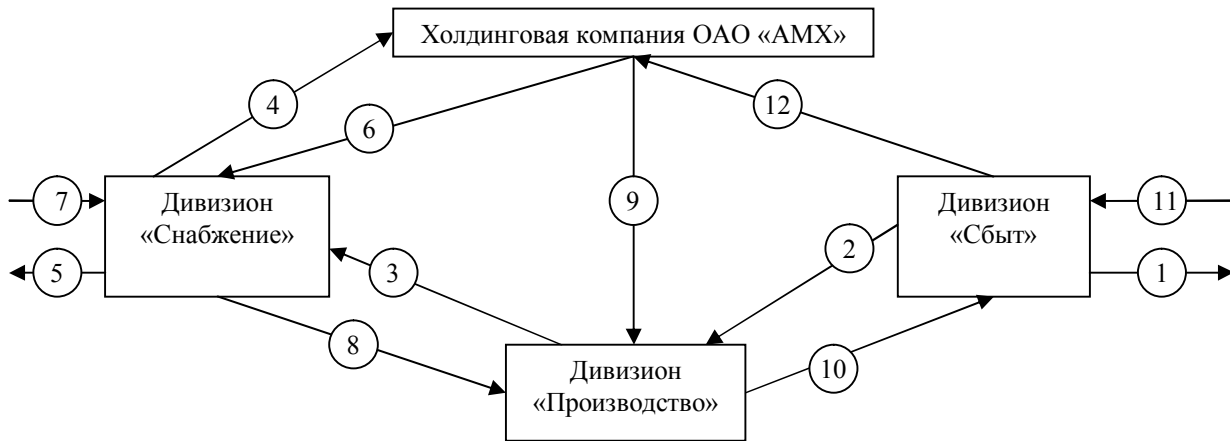 Холдинговая компания ОАО «АМХ»
4
12
6
7
Дивизион
«Снабжение»
9
Дивизион
«Сбыт»
11
5
3
2
1
8
Дивизион
«Производство»
10